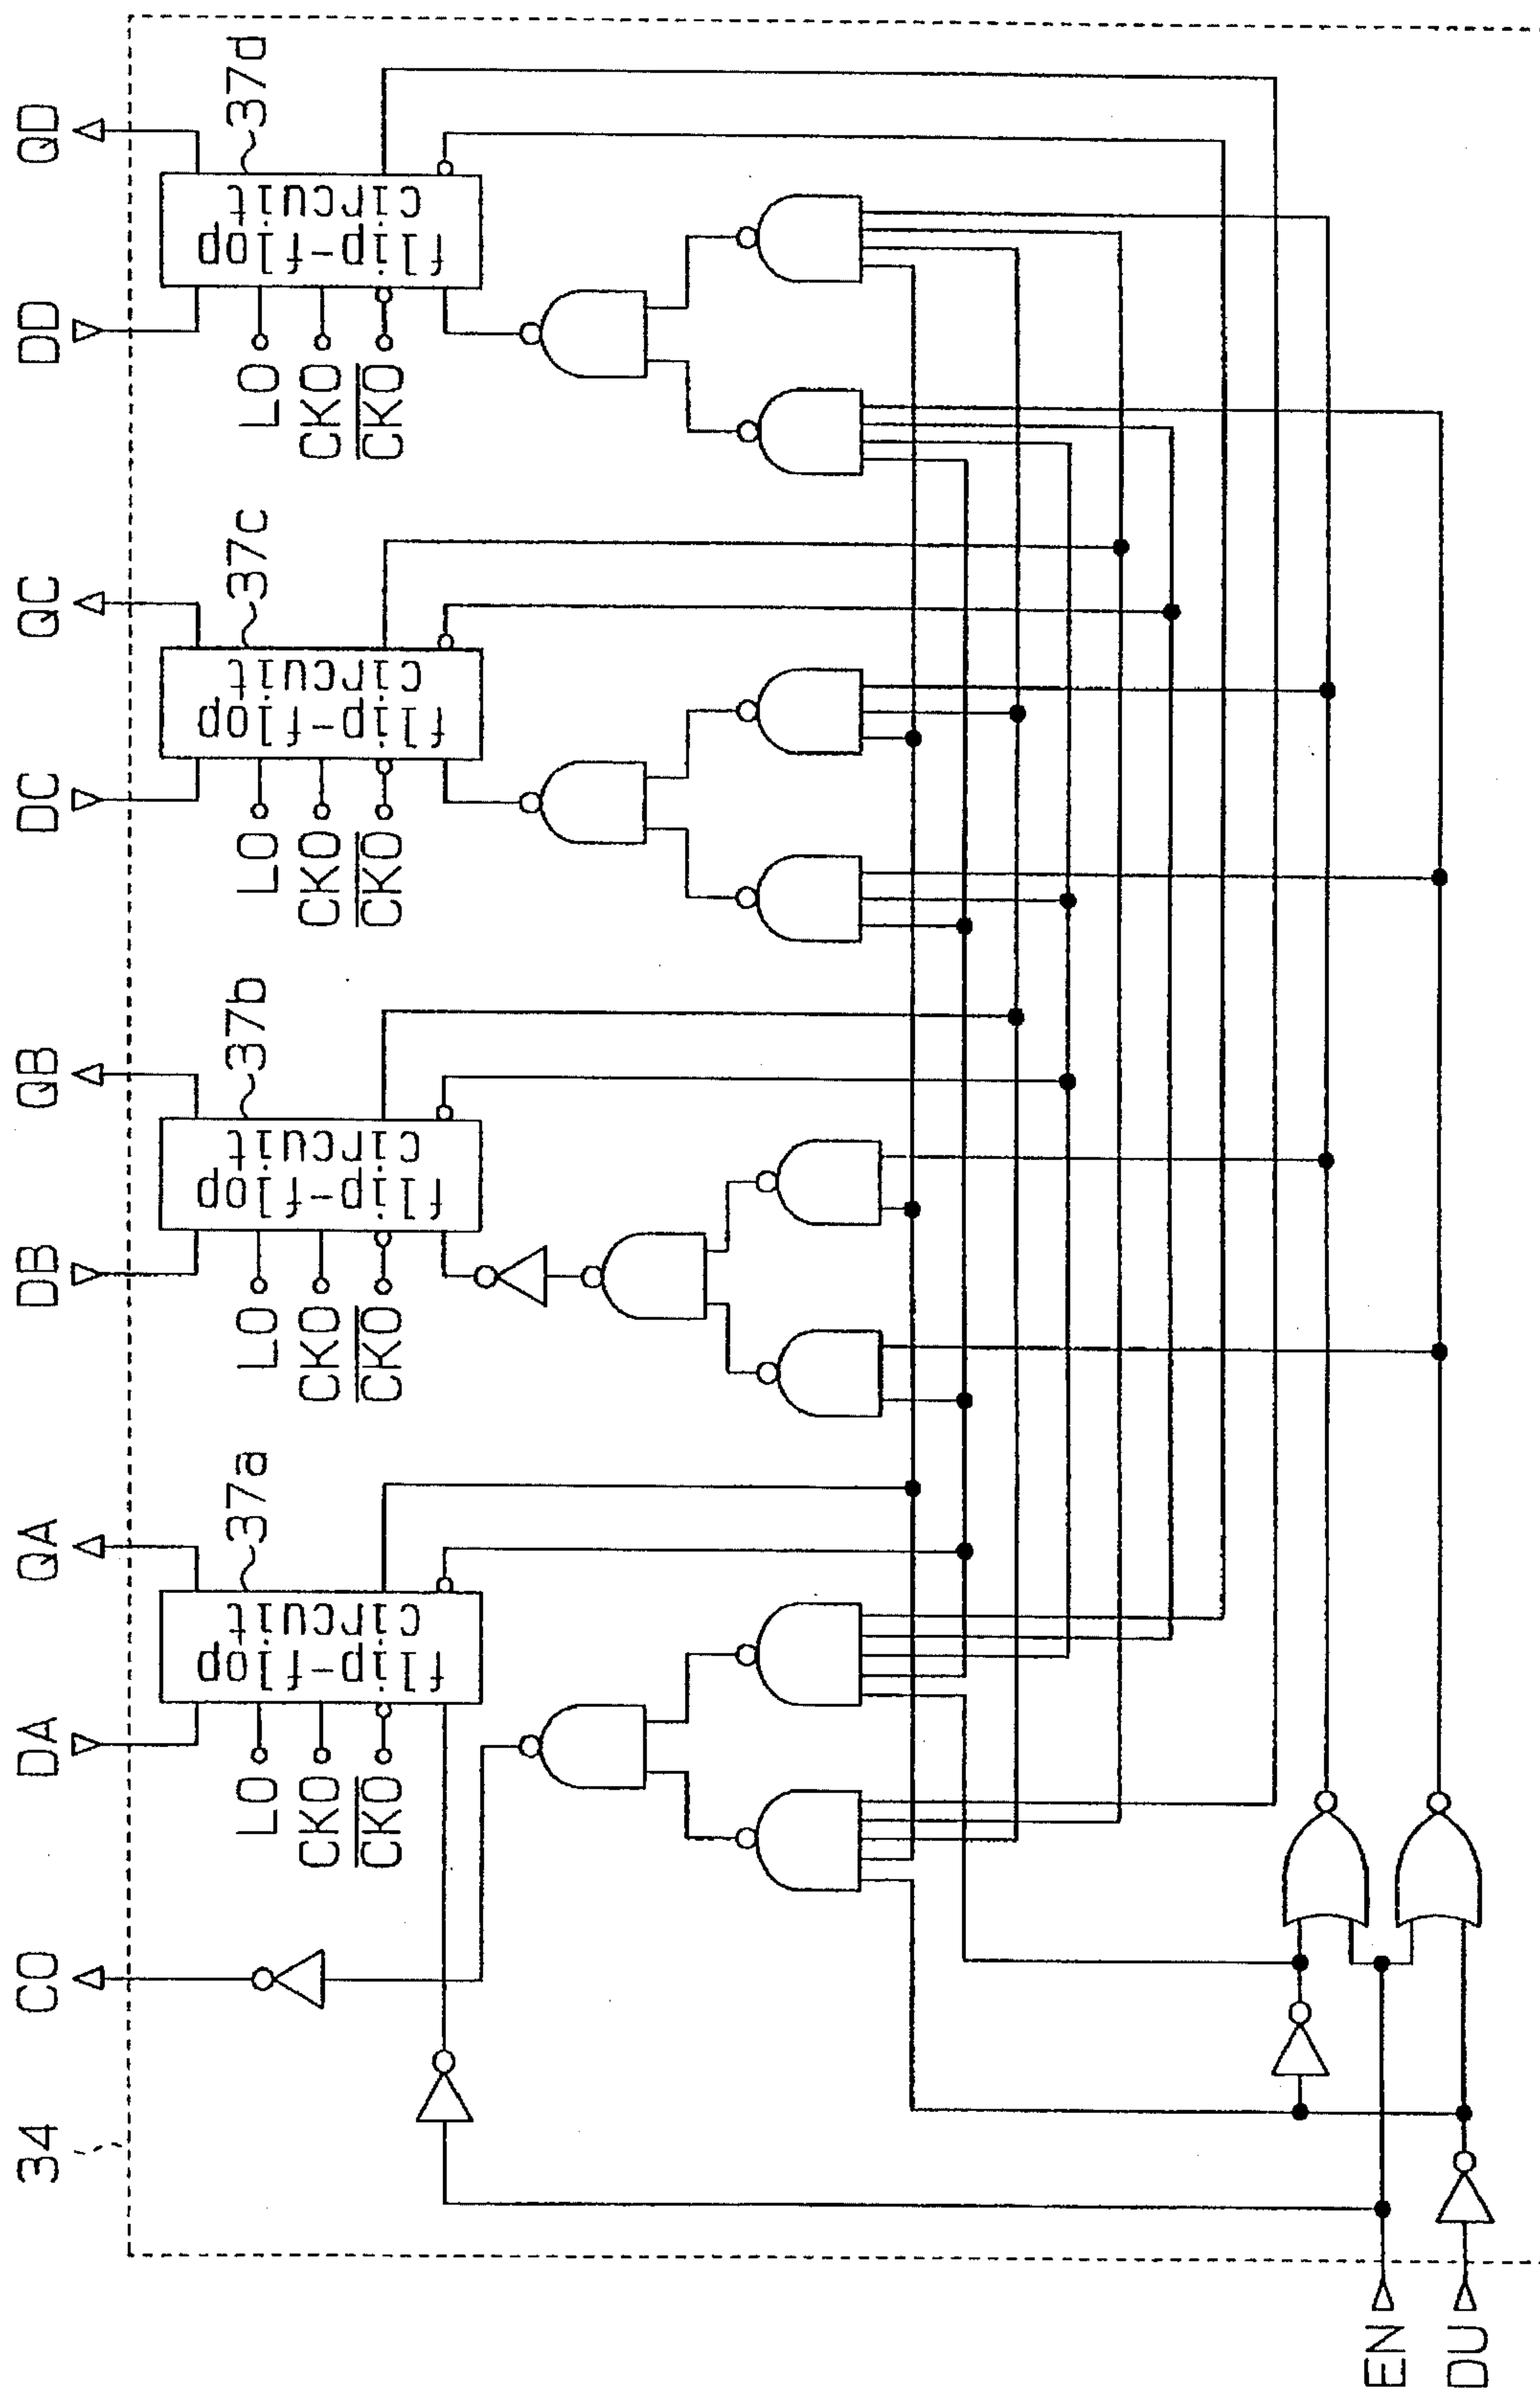 34
CO
DA
QA
DB
QB
DC
QC
DD
QD
37a
37b
37c
37d
flip-flop
circuit
flip-flop
circuit
flip-flop
circuit
flip-flop
circuit
LO
CKO
CKO
LO
CKO
CKO
LO
CKO
CKO
LO
CKO
CKO
EN
DU